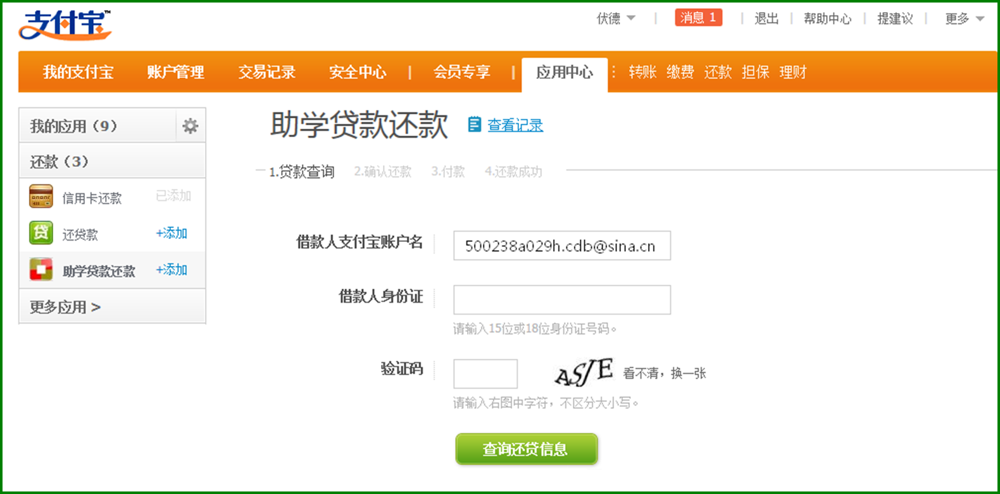 支付宝™
伏德 | 消息 1 | 退出 | 帮助中心 | 提建议 | 更多
我的支付宝 账户管理 交易记录 安全中心 | 会员专享 | 应用中心 转账 缴费 还款 担保 理财
我的应用（9）
还款（3）
信用卡还款 已添加
贷 还贷款 +添加
助学贷款还款 +添加
更多应用 >
助学贷款还款 查看记录
1.贷款查询 2.确认还款 3.付款 4.还款成功
借款人支付宝账户名 500238a029h.cdb@sina.cn
借款人身份证
请输入15位或18位身份证号码。
验证码 ASJE 看不清，换一张
请输入右图中字符，不区分大小写。
查询还贷信息